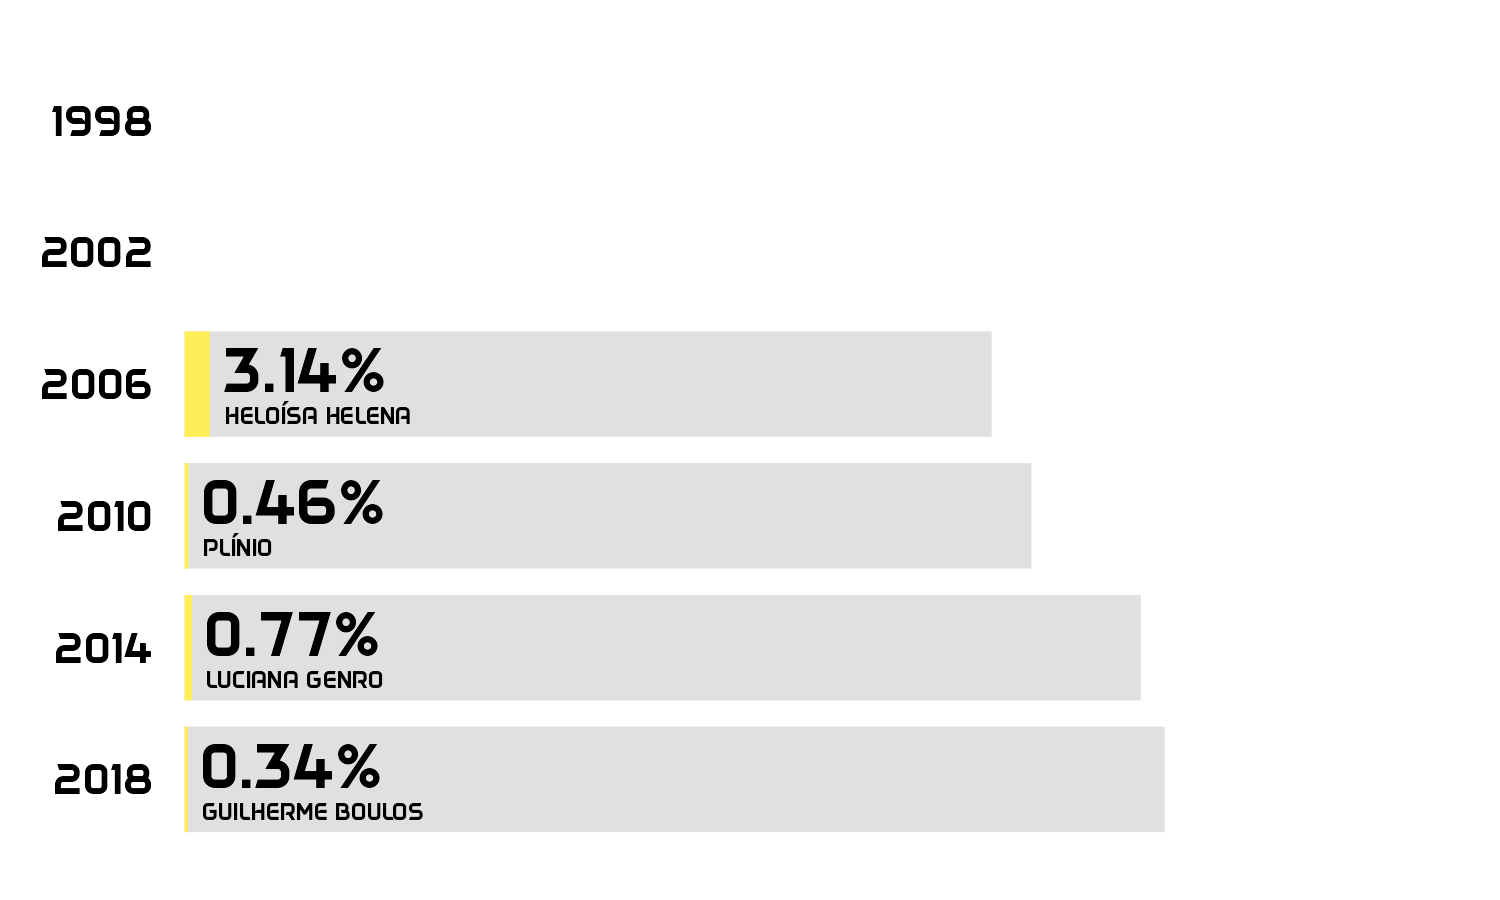 1998
2002
2006
3.14%
HELOÍSA HELENA
2010
0.46%
PLÍNIO
2014
0.77%
LUCIANA GENRO
2018
0.34%
GUILHERME BOULOS